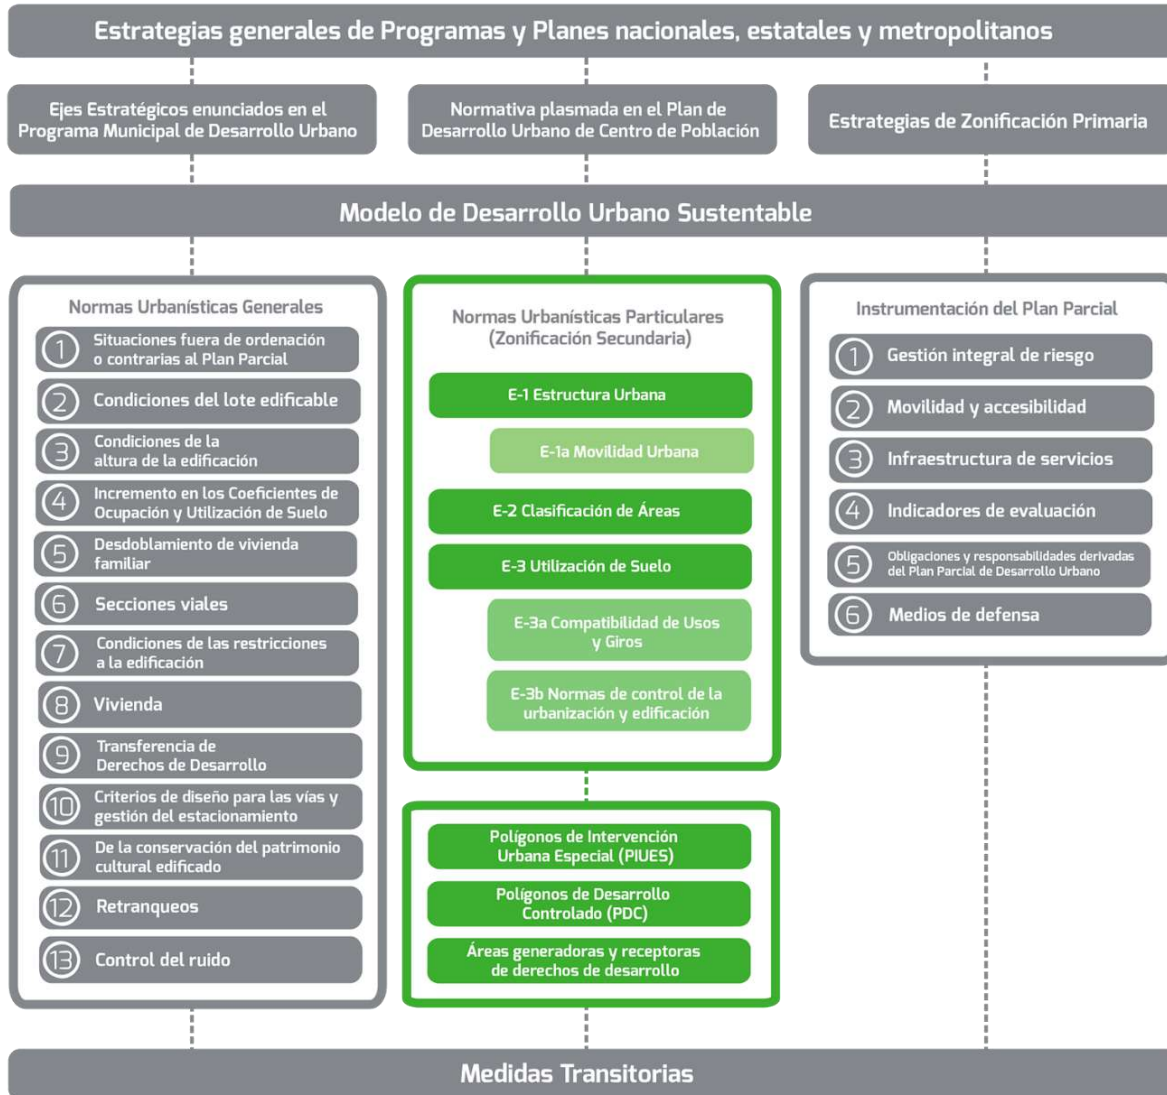 Estrategias generales de Programas y Planes nacionales, estatales y metropolitanos
Ejes Estratégicos enunciados en el
Programa Municipal de Desarrollo Urbano
Normativa plasmada en el Plan de
Desarrollo Urbano de Centro de Población
Estrategias de Zonificación Primaria
Modelo de Desarrollo Urbano Sustentable
Normas Urbanísticas Generales
1 Situaciones fuera de ordenación
o contrarias al Plan Parcial
2 Condiciones del lote edificable
3 Condiciones de la
altura de la edificación
4 Incremento en los Coeficientes de
Ocupación y Utilización de Suelo
5 Desdoblamiento de vivienda
familiar
6 Secciones viales
7 Condiciones de las restricciones
a la edificación
8 Vivienda
9 Transferencia de
Derechos de Desarrollo
10 Criterios de diseño para las vías y
gestión del estacionamiento
11 De la conservación del patrimonio
cultural edificado
12 Retranqueos
13 Control del ruido
Normas Urbanísticas Particulares
(Zonificación Secundaria)
E-1 Estructura Urbana
E-1a Movilidad Urbana
E-2 Clasificación de Áreas
E-3 Utilización de Suelo
E-3a Compatibilidad de Usos
y Giros
E-3b Normas de control de la
urbanización y edificación
Polígonos de Intervención
Urbana Especial (PIUES)
Polígonos de Desarrollo
Controlado (PDC)
Áreas generadoras y receptoras
de derechos de desarrollo
Instrumentación del Plan Parcial
1 Gestión integral de riesgo
2 Movilidad y accesibilidad
3 Infraestructura de servicios
4 Indicadores de evaluación
5 Obligaciones y responsabilidades derivadas
del Plan Parcial de Desarrollo Urbano
6 Medios de defensa
Medidas Transitorias